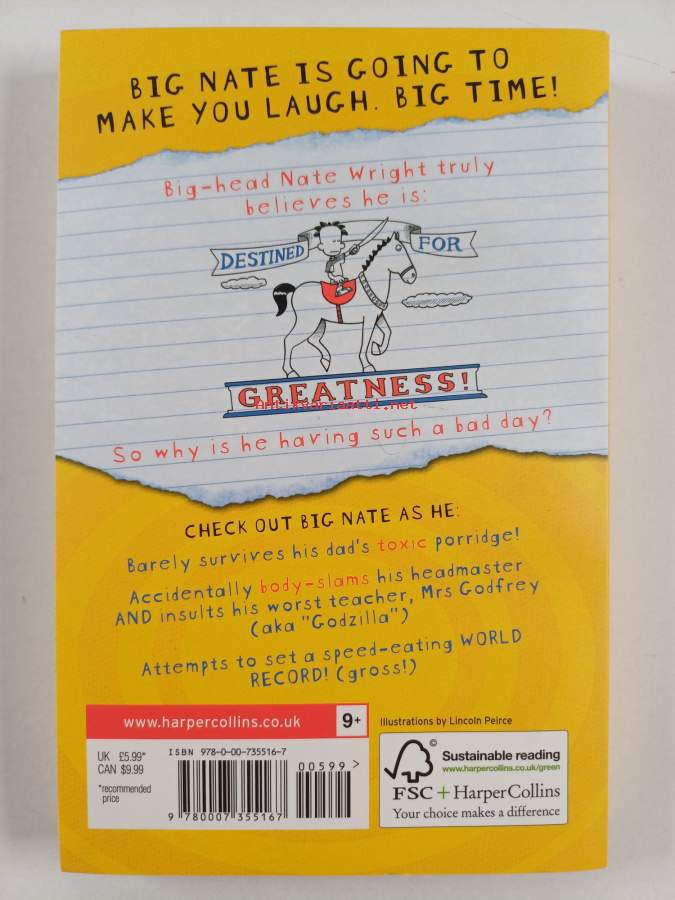 BIG NATE IS GOING TO
MAKE YOU LAUGH. BIG TIME!
Big-head Nate Wright truly
believes he is:
DESTINED FOR
GREATNESS!
Antikvariaatti.net
So why is he having such a bad day?
CHECK OUT BIG NATE AS HE:
Barely survives his dad's toxic porridge!
Accidentally body-slams his headmaster
AND insults his worst teacher, Mrs Godfrey
(aka "Godzilla")
Attempts to set a speed-eating WORLD
RECORD! (gross!)
www.harpercollins.co.uk 9+
UK £5.99*
CAN $9.99
*recommended
price
ISBN 978-0-00-735516-7
00599 >
9 780007 355167
Illustrations by Lincoln Peirce
©
Sustainable reading
www.harpercollins.co.uk/green
FSC + HarperCollins
Your choice makes a difference